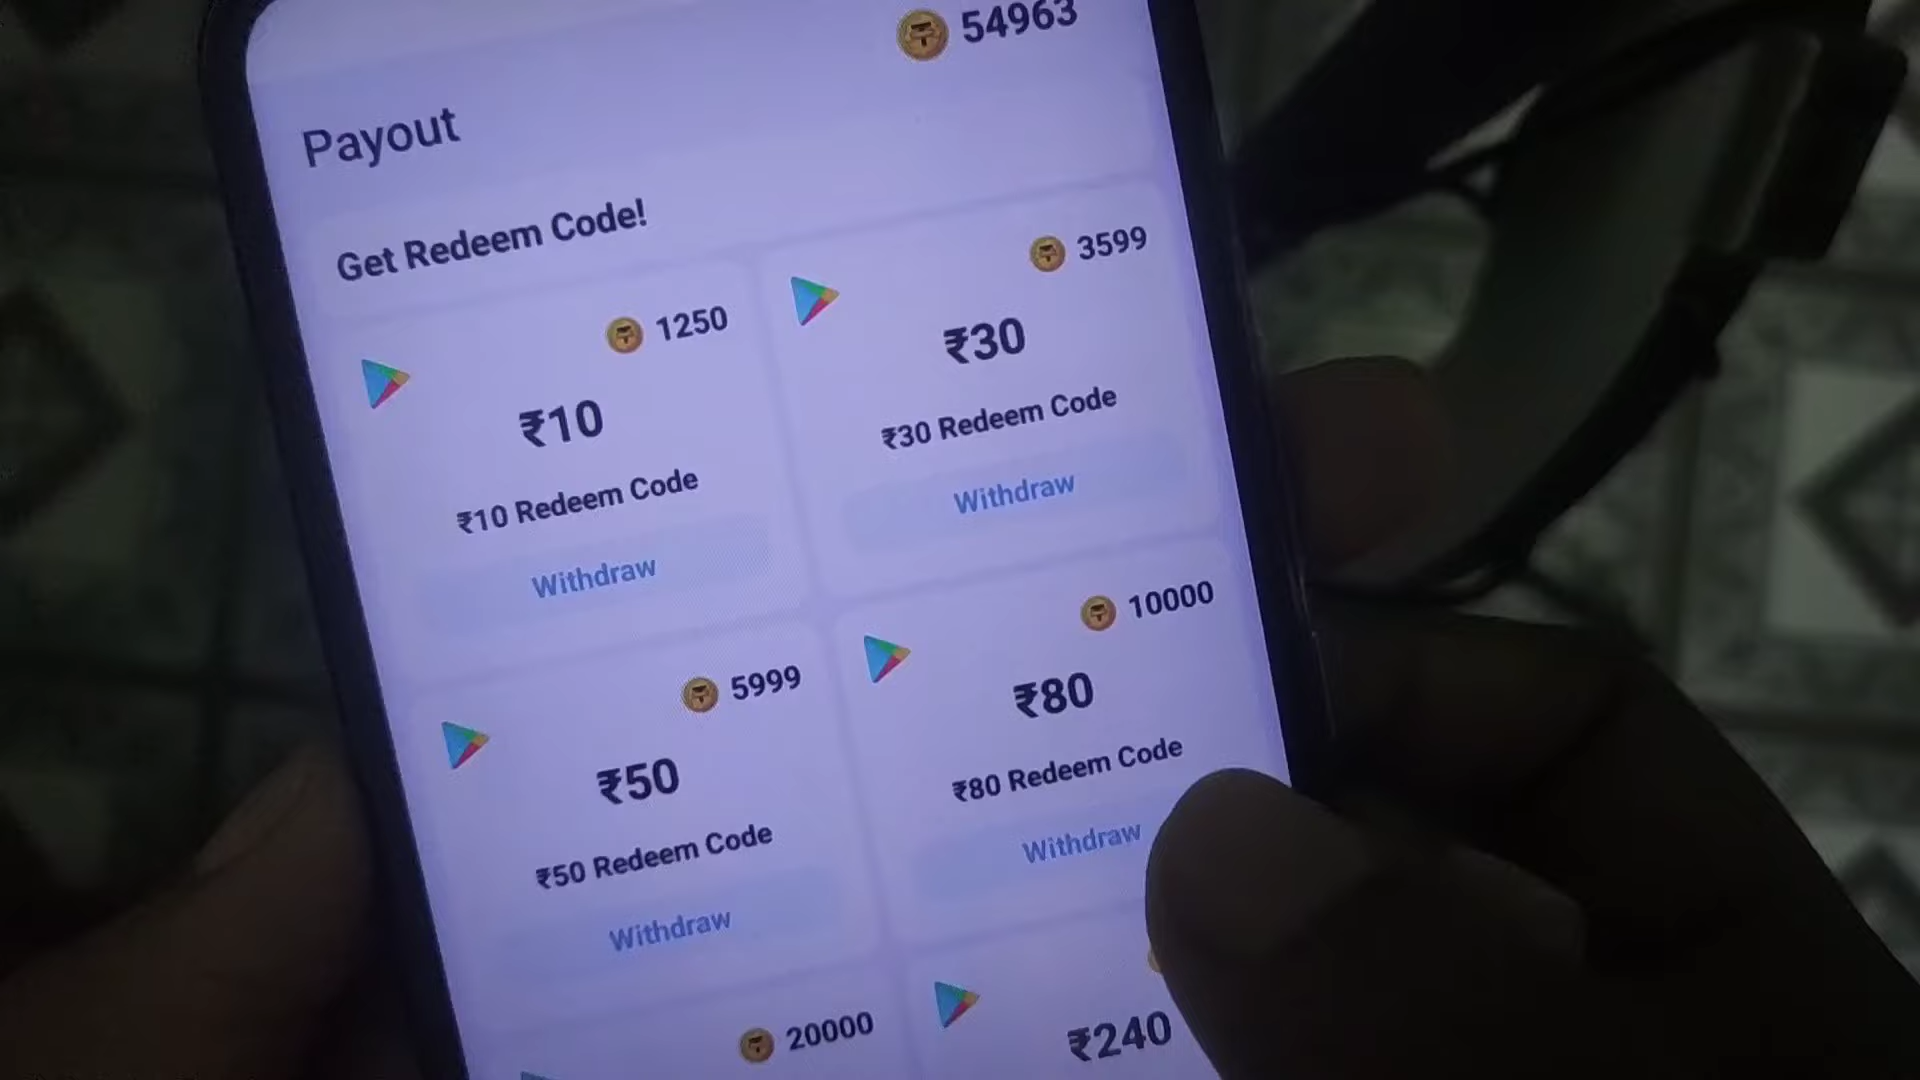 54963
Payout
Get Redeem Code!
1250
₹10
₹10 Redeem Code
Withdraw
3599
₹30
₹30 Redeem Code
Withdraw
5999
₹50
₹50 Redeem Code
Withdraw
10000
₹80
₹80 Redeem Code
Withdraw
20000
₹240